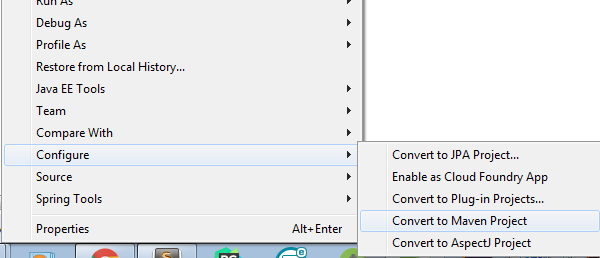 Run As
Debug As
Profile As
Restore from Local History...
Java EE Tools
Team
Compare With
Configure
Source
Spring Tools
Properties Alt+Enter
Convert to JPA Project...
Enable as Cloud Foundry App
Convert to Plug-in Projects...
Convert to Maven Project
Convert to AspectJ Project